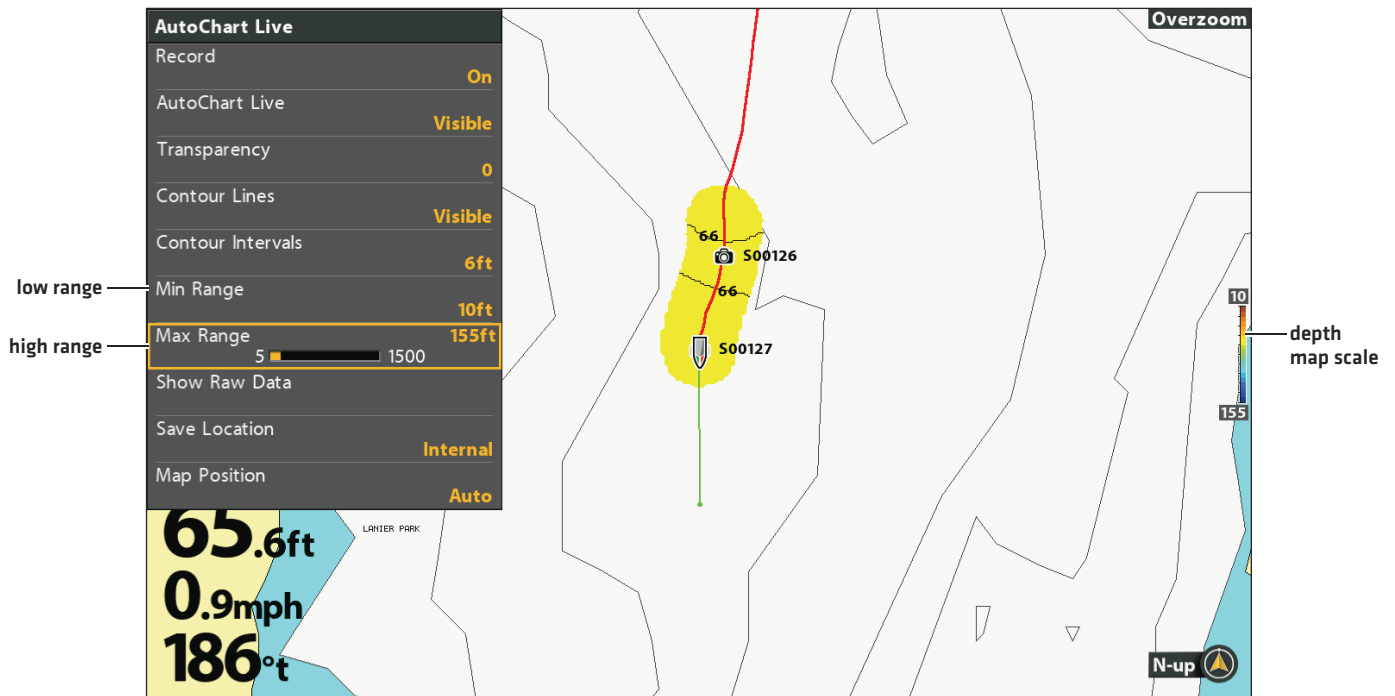 AutoChart Live
Record
On
AutoChart Live
Visible
Transparency
0
Contour Lines
Visible
Contour Intervals
6ft
low range
Min Range
10ft
high range
Max Range
155ft
5
1500
Show Raw Data
Save Location
Internal
Map Position
Auto
65.6ft
0.9mph
186°t
LANIER PARK
66
S00126
66
S00127
Overzoom
10
depth
map scale
155
N-up